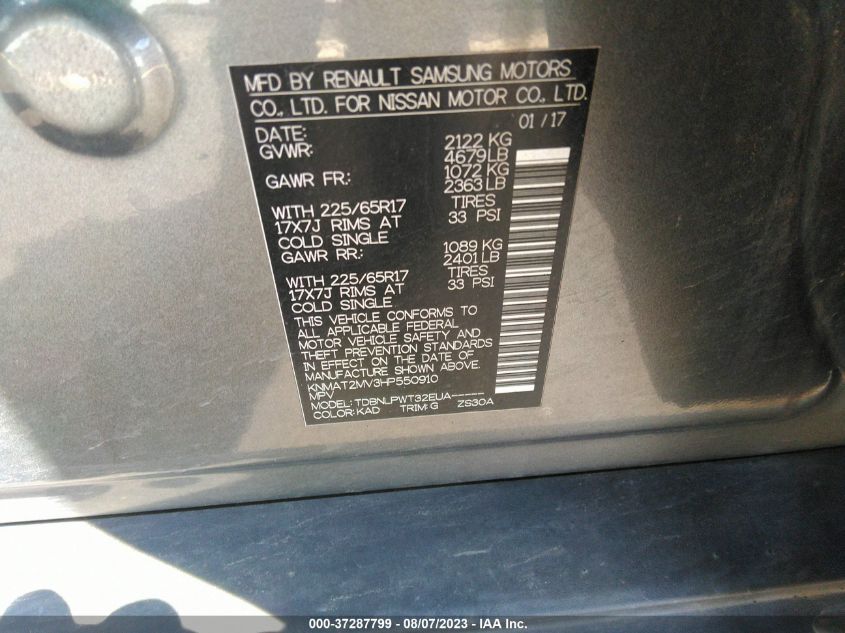 MFD BY RENAULT SAMSUNG MOTORS
CO., LTD. FOR NISSAN MOTOR CO., LTD.
DATE: 01 / 17
GVWR: 2122 KG
4679 LB
GAWR FR.: 1072 KG
2363 LB
WITH 225/65R17 TIRES
17X7J RIMS AT 33 PSI
COLD SINGLE
GAWR RR.: 1089 KG
2401 LB
WITH 225/65R17 TIRES
17X7J RIMS AT 33 PSI
COLD SINGLE
THIS VEHICLE CONFORMS TO
ALL APPLICABLE FEDERAL
MOTOR VEHICLE SAFETY AND
THEFT PREVENTION STANDARDS
IN EFFECT ON THE DATE OF
MANUFACTURE SHOWN ABOVE.
KNMAT2MV3HP550910
MPV
MODEL: TDBNLPWT32EUA-----
COLOR: KAD TRIM: G ZS30A
000-37287799 - 08/07/2023 - IAA Inc.